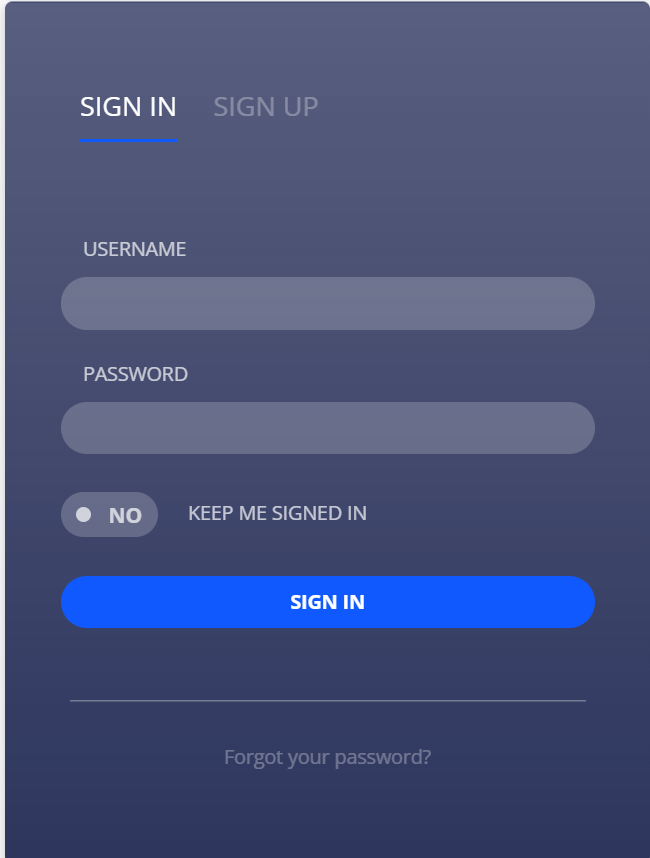 SIGN IN SIGN UP
USERNAME
PASSWORD
NO KEEP ME SIGNED IN
SIGN IN
Forgot your password?